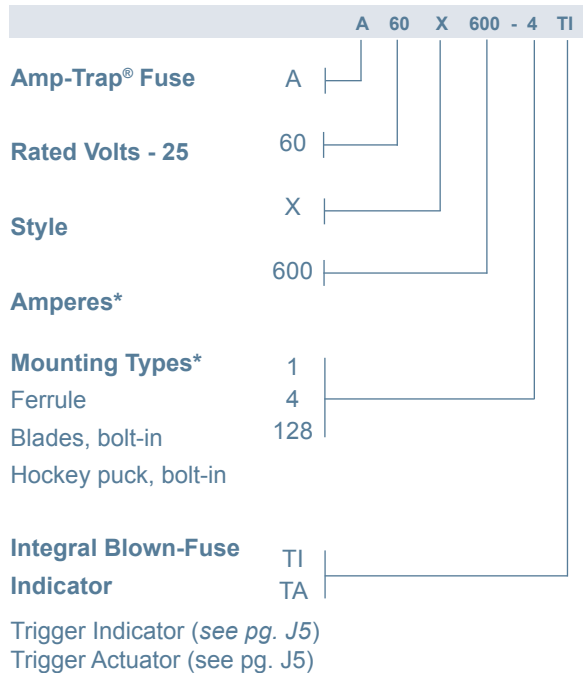 A 60 X 600 - 4 TI
Amp-Trap® Fuse A
Rated Volts - 25 60
Style X
Amperes* 600
Mounting Types* 1
Ferrule 4
Blades, bolt-in 128
Hockey puck, bolt-in
Integral Blown-Fuse TI
Indicator TA
Trigger Indicator (see pg. J5)
Trigger Actuator (see pg. J5)